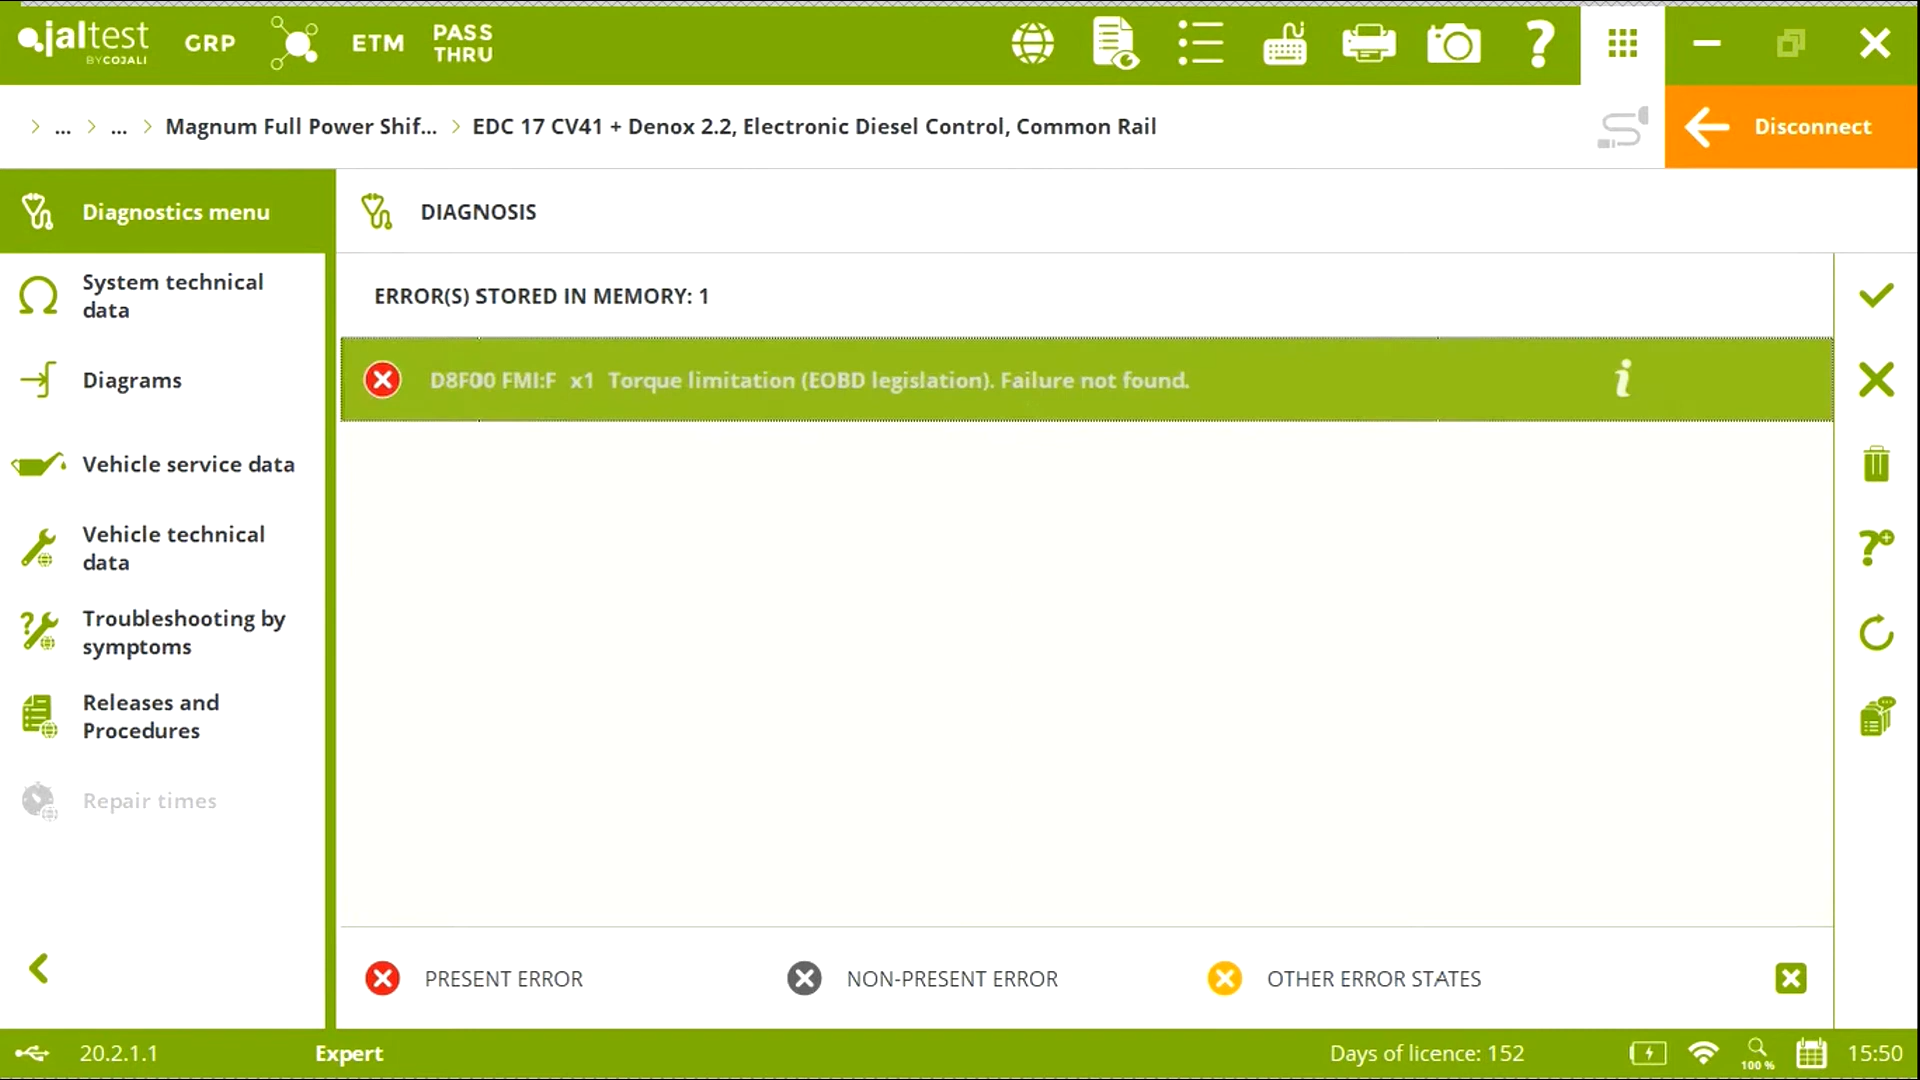 jaltest
BY COJALI
GRP
ETM
PASS
THRU
> ... > ... > Magnum Full Power Shif... > EDC 17 CV41 + Denox 2.2, Electronic Diesel Control, Common Rail
Disconnect
Diagnostics menu
DIAGNOSIS
System technical
data
Diagrams
Vehicle service data
Vehicle technical
data
Troubleshooting by
symptoms
Releases and
Procedures
Repair times
ERROR(S) STORED IN MEMORY: 1
D8F00 FMI:F x1 Torque limitation (EOBD legislation). Failure not found.
PRESENT ERROR
NON-PRESENT ERROR
OTHER ERROR STATES
20.2.1.1
Expert
Days of licence: 152
100 %
15:50